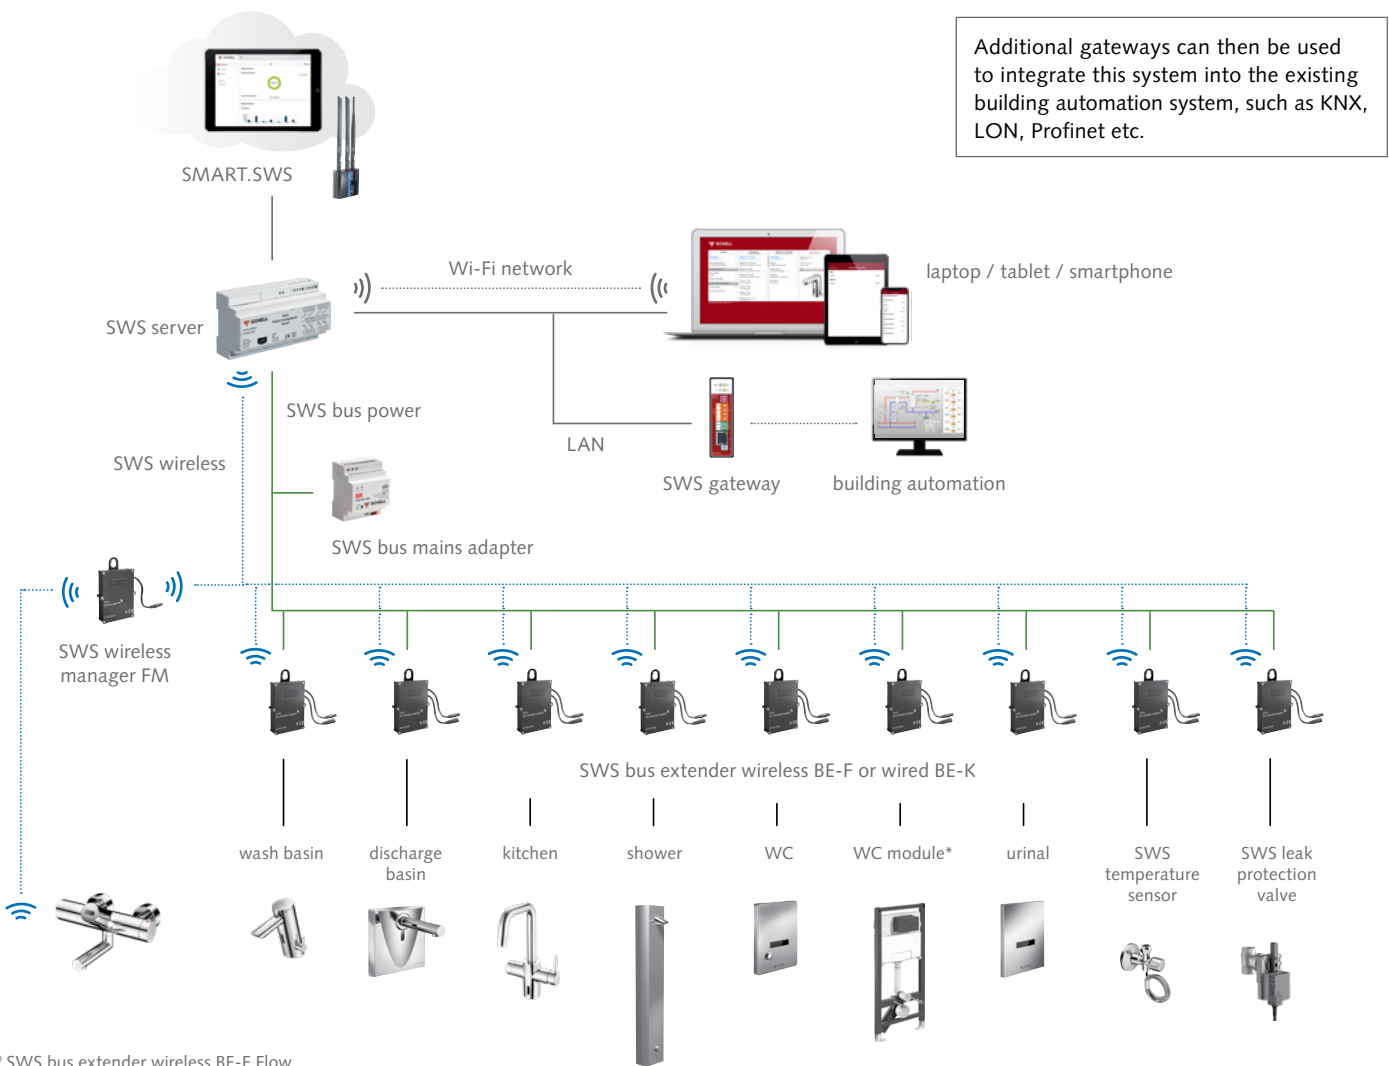 Additional gateways can then be used
to integrate this system into the existing
building automation system, such as KNX,
LON, Profinet etc.
SMART.SWS
Wi-Fi network
SCHELL
laptop / tablet / smartphone
SWS server
SCHELL
SWS bus power
LAN
SWS wireless
SWS gateway
building automation
SCHELL
SWS bus mains adapter
SWS wireless
manager FM
SWS bus extender wireless BE-F or wired BE-K
wash basin
discharge
basin
kitchen
shower
WC
WC module*
urinal
SWS
temperature
sensor
SWS leak
protection
valve
* SWS bus extender wireless BE-F Flow